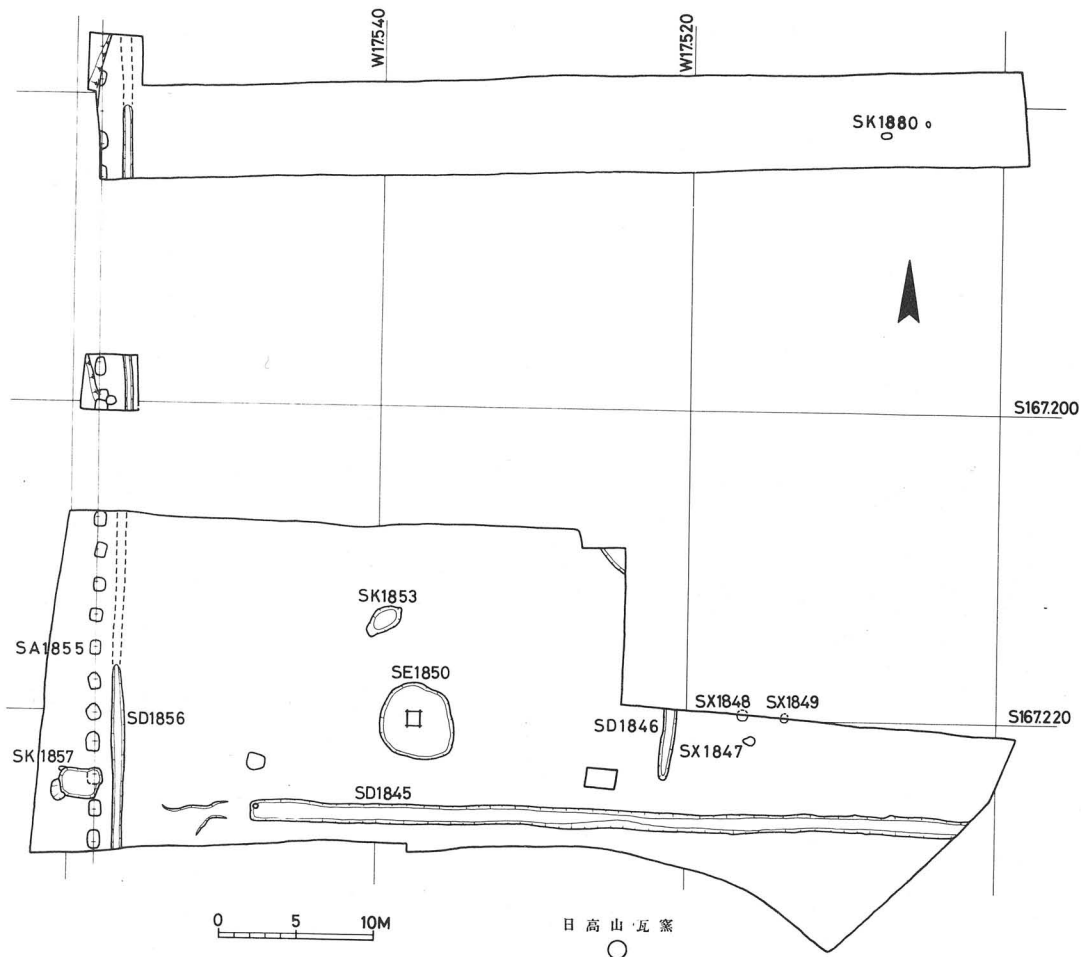 W17.540
W17.520
SK1880
S167.200
SK1853
SA1855
SE1850
SX1848
SX1849
S167.220
SD1856
SD1846
SX1847
SK1857
SD1845
0 5 10M
日高山瓦窯